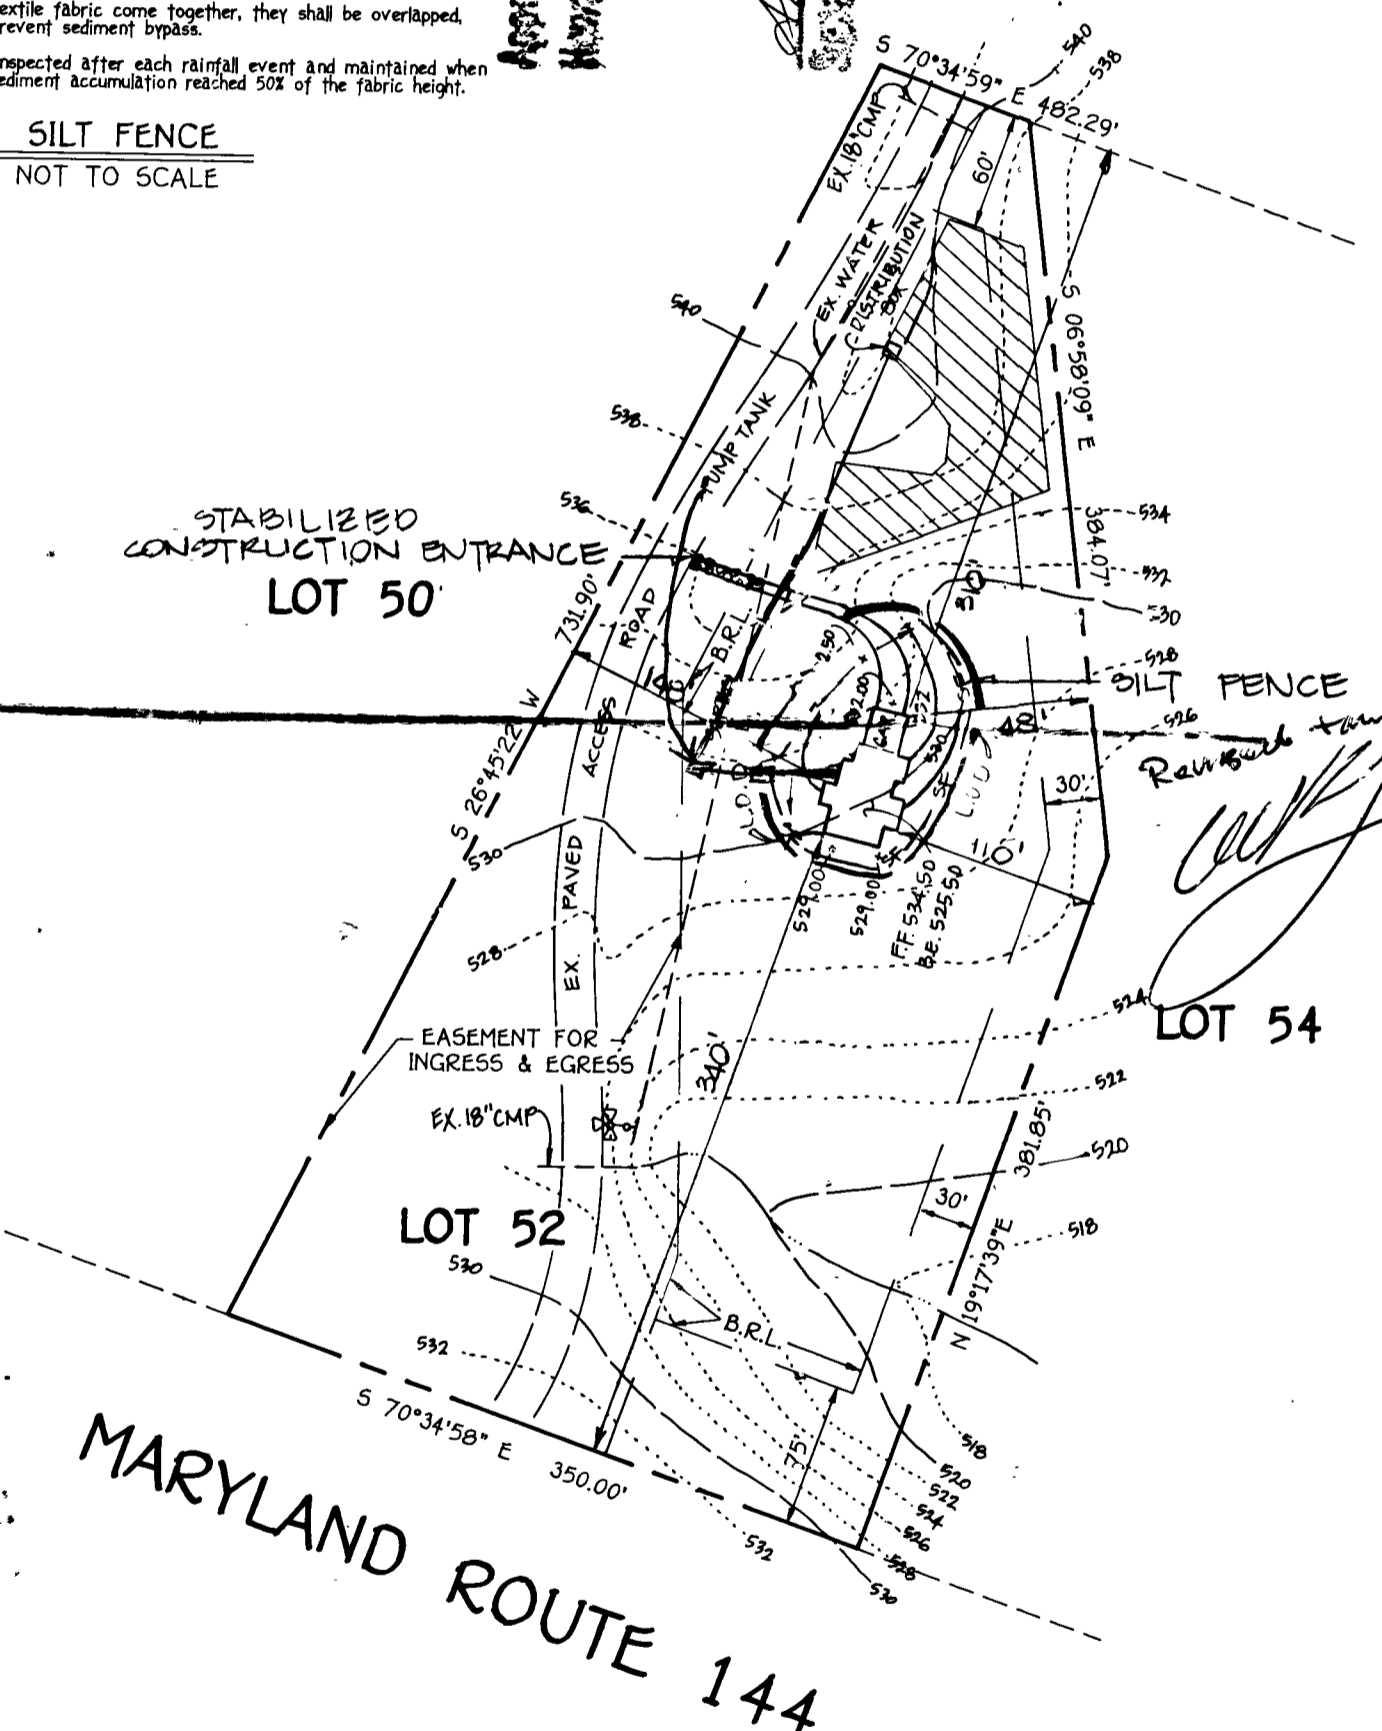 extile fabric come together, they shall be overlapped,
revent sediment bypass.
nspected after each rainfall event and maintained when
ediment accumulation reached 50% of the fabric height.
SILT FENCE
NOT TO SCALE
S 70°34'59" E 482.29'
540
538
EX. 18" CMP
60'
EX. WATER
DISTRIBUTION
BOX
S 06°58'09" E
384.07'
540
538
PUMP TANK
536
STABILIZED
CONSTRUCTION ENTRANCE
LOT 50
534
532
530
528
526
731.90'
ROAD
B.R.L.
310'
2.50
SILT FENCE
48'
Revised
S 26°45'22" W
ACCESS
GAR
530
SF
L.O.D
L.O.D
30'
110'
530
PAVED
EX.
529.00
529.00
SF
F.F. 534.50
B.E. 525.50
528
524
LOT 54
EASEMENT FOR
INGRESS & EGRESS
340'
522
EX. 18" CMP
520
381.85'
30'
518
N 19°17'39" E
LOT 52
530
B.R.L.
532
75'
S 70°34'58" E 350.00'
518
520
522
524
526
528
530
532
MARYLAND ROUTE 144